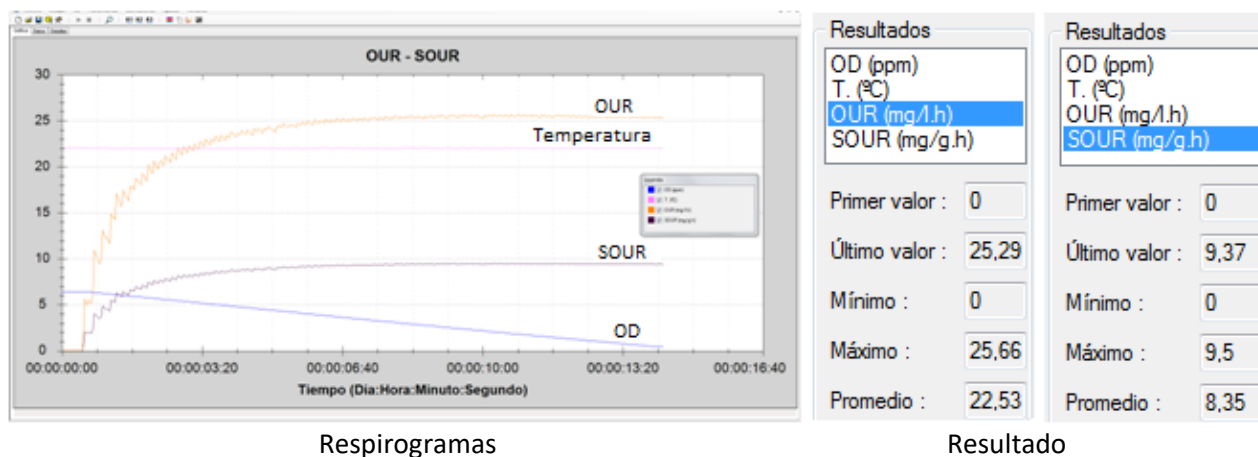 OUR - SOUR
30
25
20
15
10
5
0
OUR
Temperatura
SOUR
OD
00:00:00:00
00:00:03:20
00:00:06:40
00:00:10:00
00:00:13:20
00:00:16:40
Tiempo (Dia:Hora:Minuto:Segundo)
Resultados
OD (ppm)
T. (ºC)
OUR (mg/l.h)
SOUR (mg/g.h)
Primer valor : 0
Último valor : 25,29
Mínimo : 0
Máximo : 25,66
Promedio : 22,53
Resultados
OD (ppm)
T. (ºC)
OUR (mg/l.h)
SOUR (mg/g.h)
Primer valor : 0
Último valor : 9,37
Mínimo : 0
Máximo : 9,5
Promedio : 8,35
Respirogramas
Resultado